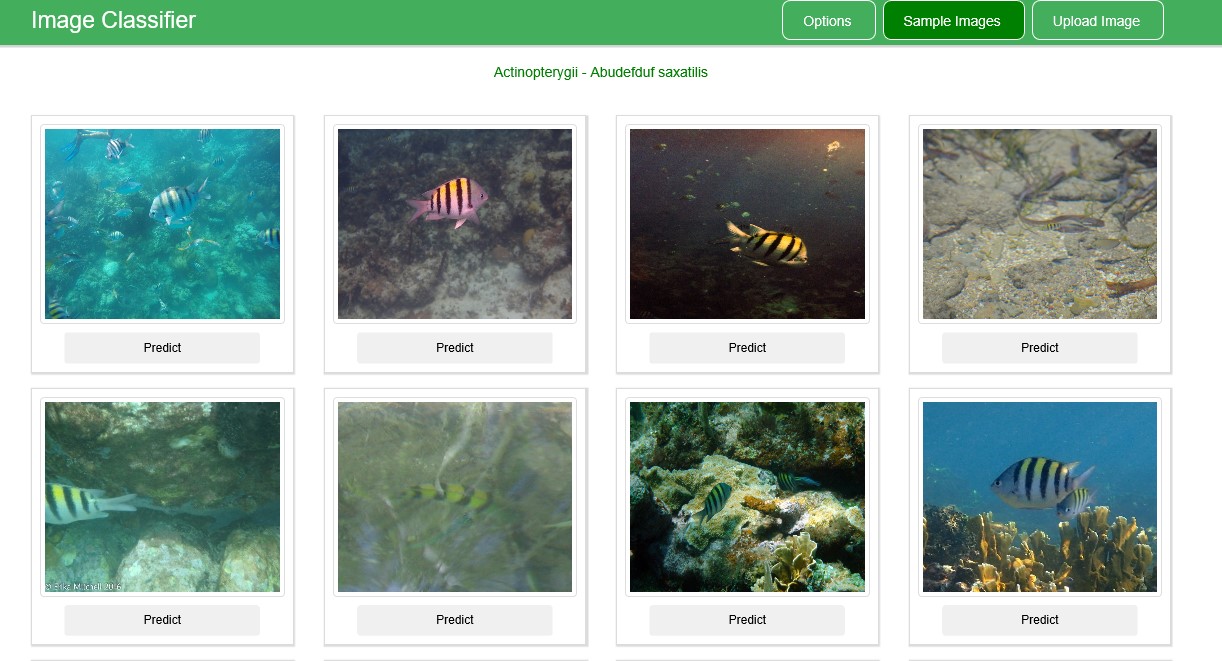 Image Classifier
Options
Sample Images
Upload Image
Actinopterygii - Abudefduf saxatilis
Predict
Predict
Predict
Predict
© Erika Mitchell 2016
Predict
Predict
Predict
Predict